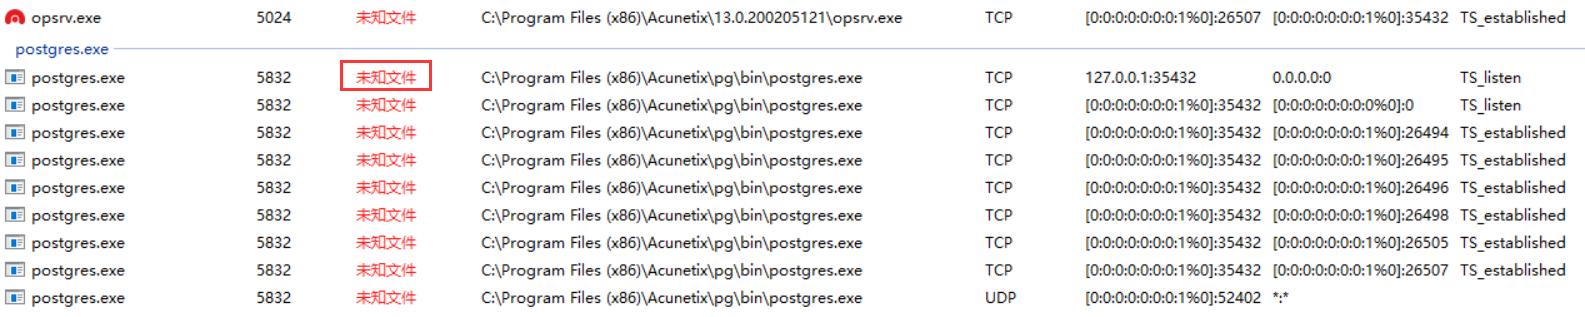 opsrv.exe 5024 未知文件 C:\Program Files (x86)\Acunetix\13.0.200205121\opsrv.exe TCP [0:0:0:0:0:0:0:1%0]:26507 [0:0:0:0:0:0:0:1%0]:35432 TS_established
postgres.exe
postgres.exe 5832 未知文件 C:\Program Files (x86)\Acunetix\pg\bin\postgres.exe TCP 127.0.0.1:35432 0.0.0.0:0 TS_listen
postgres.exe 5832 未知文件 C:\Program Files (x86)\Acunetix\pg\bin\postgres.exe TCP [0:0:0:0:0:0:0:1%0]:35432 [0:0:0:0:0:0:0:0%0]:0 TS_listen
postgres.exe 5832 未知文件 C:\Program Files (x86)\Acunetix\pg\bin\postgres.exe TCP [0:0:0:0:0:0:0:1%0]:35432 [0:0:0:0:0:0:0:1%0]:26494 TS_established
postgres.exe 5832 未知文件 C:\Program Files (x86)\Acunetix\pg\bin\postgres.exe TCP [0:0:0:0:0:0:0:1%0]:35432 [0:0:0:0:0:0:0:1%0]:26495 TS_established
postgres.exe 5832 未知文件 C:\Program Files (x86)\Acunetix\pg\bin\postgres.exe TCP [0:0:0:0:0:0:0:1%0]:35432 [0:0:0:0:0:0:0:1%0]:26496 TS_established
postgres.exe 5832 未知文件 C:\Program Files (x86)\Acunetix\pg\bin\postgres.exe TCP [0:0:0:0:0:0:0:1%0]:35432 [0:0:0:0:0:0:0:1%0]:26498 TS_established
postgres.exe 5832 未知文件 C:\Program Files (x86)\Acunetix\pg\bin\postgres.exe TCP [0:0:0:0:0:0:0:1%0]:35432 [0:0:0:0:0:0:0:1%0]:26505 TS_established
postgres.exe 5832 未知文件 C:\Program Files (x86)\Acunetix\pg\bin\postgres.exe TCP [0:0:0:0:0:0:0:1%0]:35432 [0:0:0:0:0:0:0:1%0]:26507 TS_established
postgres.exe 5832 未知文件 C:\Program Files (x86)\Acunetix\pg\bin\postgres.exe UDP [0:0:0:0:0:0:0:1%0]:52402 *:*